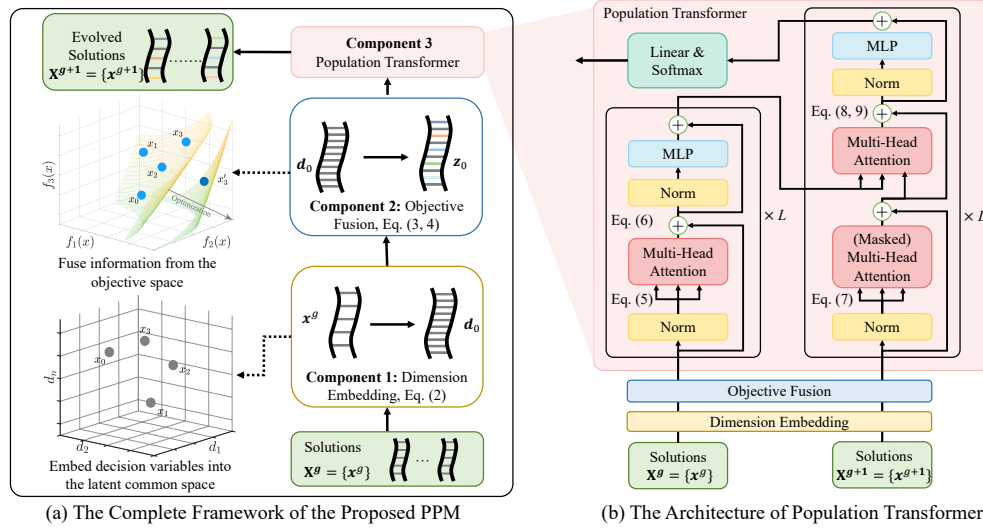 Evolved
Solutions
X^{g+1} = {x^{g+1}}
Component 3
Population Transformer
f_3(x)
x_3
x_1
x_2
x'_3
x_0
Optimization
f_1(x)
f_2(x)
Fuse information from the
objective space
d_0
z_0
Component 2: Objective
Fusion, Eq. (3, 4)
x^g
d_0
Component 1: Dimension
Embedding, Eq. (2)
d_n
x_3
x_0
x_2
x_1
d_2
d_1
Embed decision variables into
the latent common space
Solutions
X^g = {x^g}
...
(a) The Complete Framework of the Proposed PPM
Population Transformer
Linear &
Softmax
+
MLP
Norm
Eq. (6)
+
Multi-Head
Attention
Eq. (5)
Norm
× L
+
MLP
Norm
Eq. (8, 9)
+
Multi-Head
Attention
+
(Masked)
Multi-Head
Attention
Eq. (7)
Norm
× L
Objective Fusion
Dimension Embedding
Solutions
X^g = {x^g}
Solutions
X^{g+1} = {x^{g+1}}
(b) The Architecture of Population Transformer